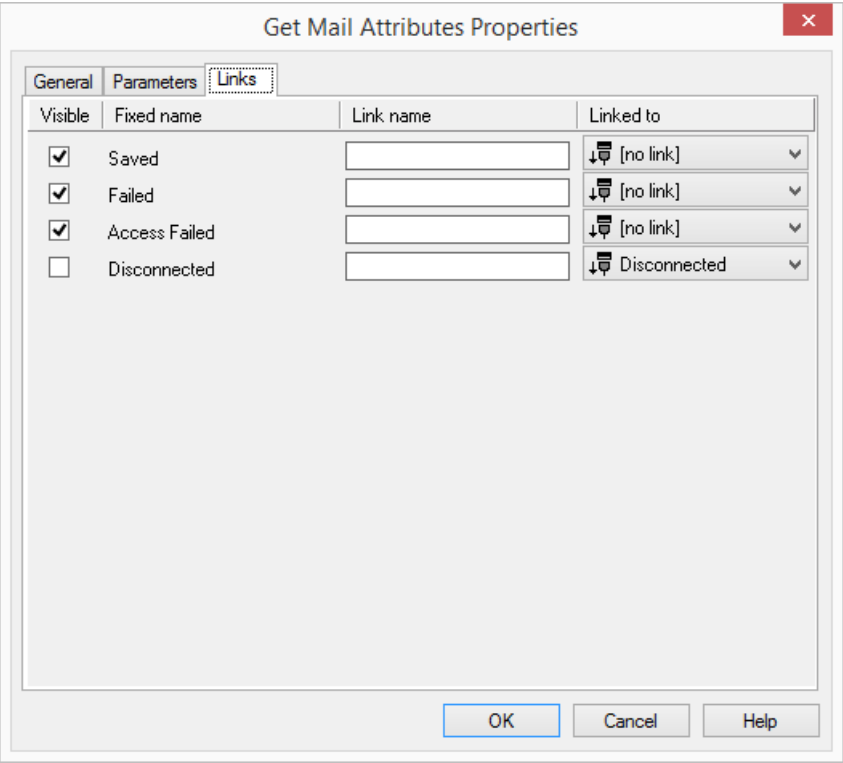 Get Mail Attributes Properties
General Parameters Links
Visible Fixed name Link name Linked to
Saved [no link]
Failed [no link]
Access Failed [no link]
Disconnected Disconnected
OK Cancel Help